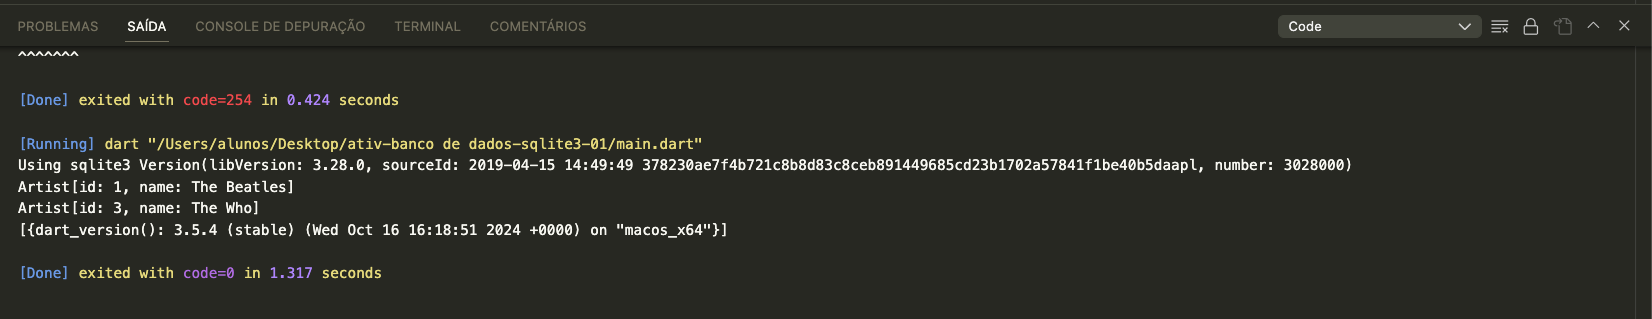 PROBLEMAS SAÍDA CONSOLE DE DEPURAÇÃO TERMINAL COMENTÁRIOS Code
^^^^^^^
[Done] exited with code=254 in 0.424 seconds
[Running] dart "/Users/alunos/Desktop/ativ-banco de dados-sqlite3-01/main.dart"
Using sqlite3 Version(libVersion: 3.28.0, sourceId: 2019-04-15 14:49:49 378230ae7f4b721c8b8d83c8ceb891449685cd23b1702a57841f1be40b5daapl, number: 3028000)
Artist[id: 1, name: The Beatles]
Artist[id: 3, name: The Who]
[{dart_version(): 3.5.4 (stable) (Wed Oct 16 16:18:51 2024 +0000) on "macos_x64"}]
[Done] exited with code=0 in 1.317 seconds